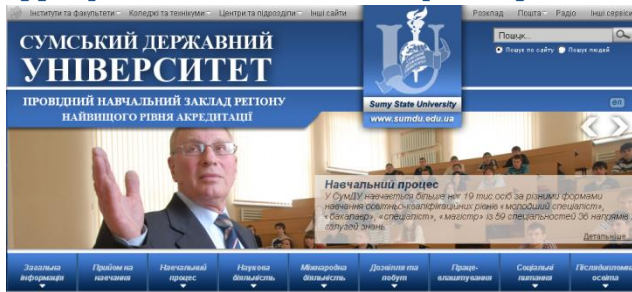 Інститути та факультети
Коледжі та технікуми
Центри та підрозділи
Інші сайти
Розклад
Пошта
Радіо
Інші сервіси
СУМСЬКИЙ ДЕРЖАВНИЙ
УНІВЕРСИТЕТ
Пошук...
Пошук по сайту
Пошук людей
ПРОВІДНИЙ НАВЧАЛЬНИЙ ЗАКЛАД РЕГІОНУ
НАЙВИЩОГО РІВНЯ АКРЕДИТАЦІЇ
Sumy State University
www.sumdu.edu.ua
en
Навчальний процес
У СумДУ навчається більше ніж 19 тис осіб за різними формами
навчання освітньо-кваліфікаційних рівнів «молодший спеціаліст»,
«бакалавр», «спеціаліст», «магістр» із 59 спеціальностей 36 напрямів
галузей знань.
Детальніше...
Загальна
інформація
Прийом на
навчання
Навчальний
процес
Наукова
діяльність
Міжнародна
діяльність
Дозвілля та
побут
Праце-
влаштування
Соціальні
питання
Післядипломна
освіта